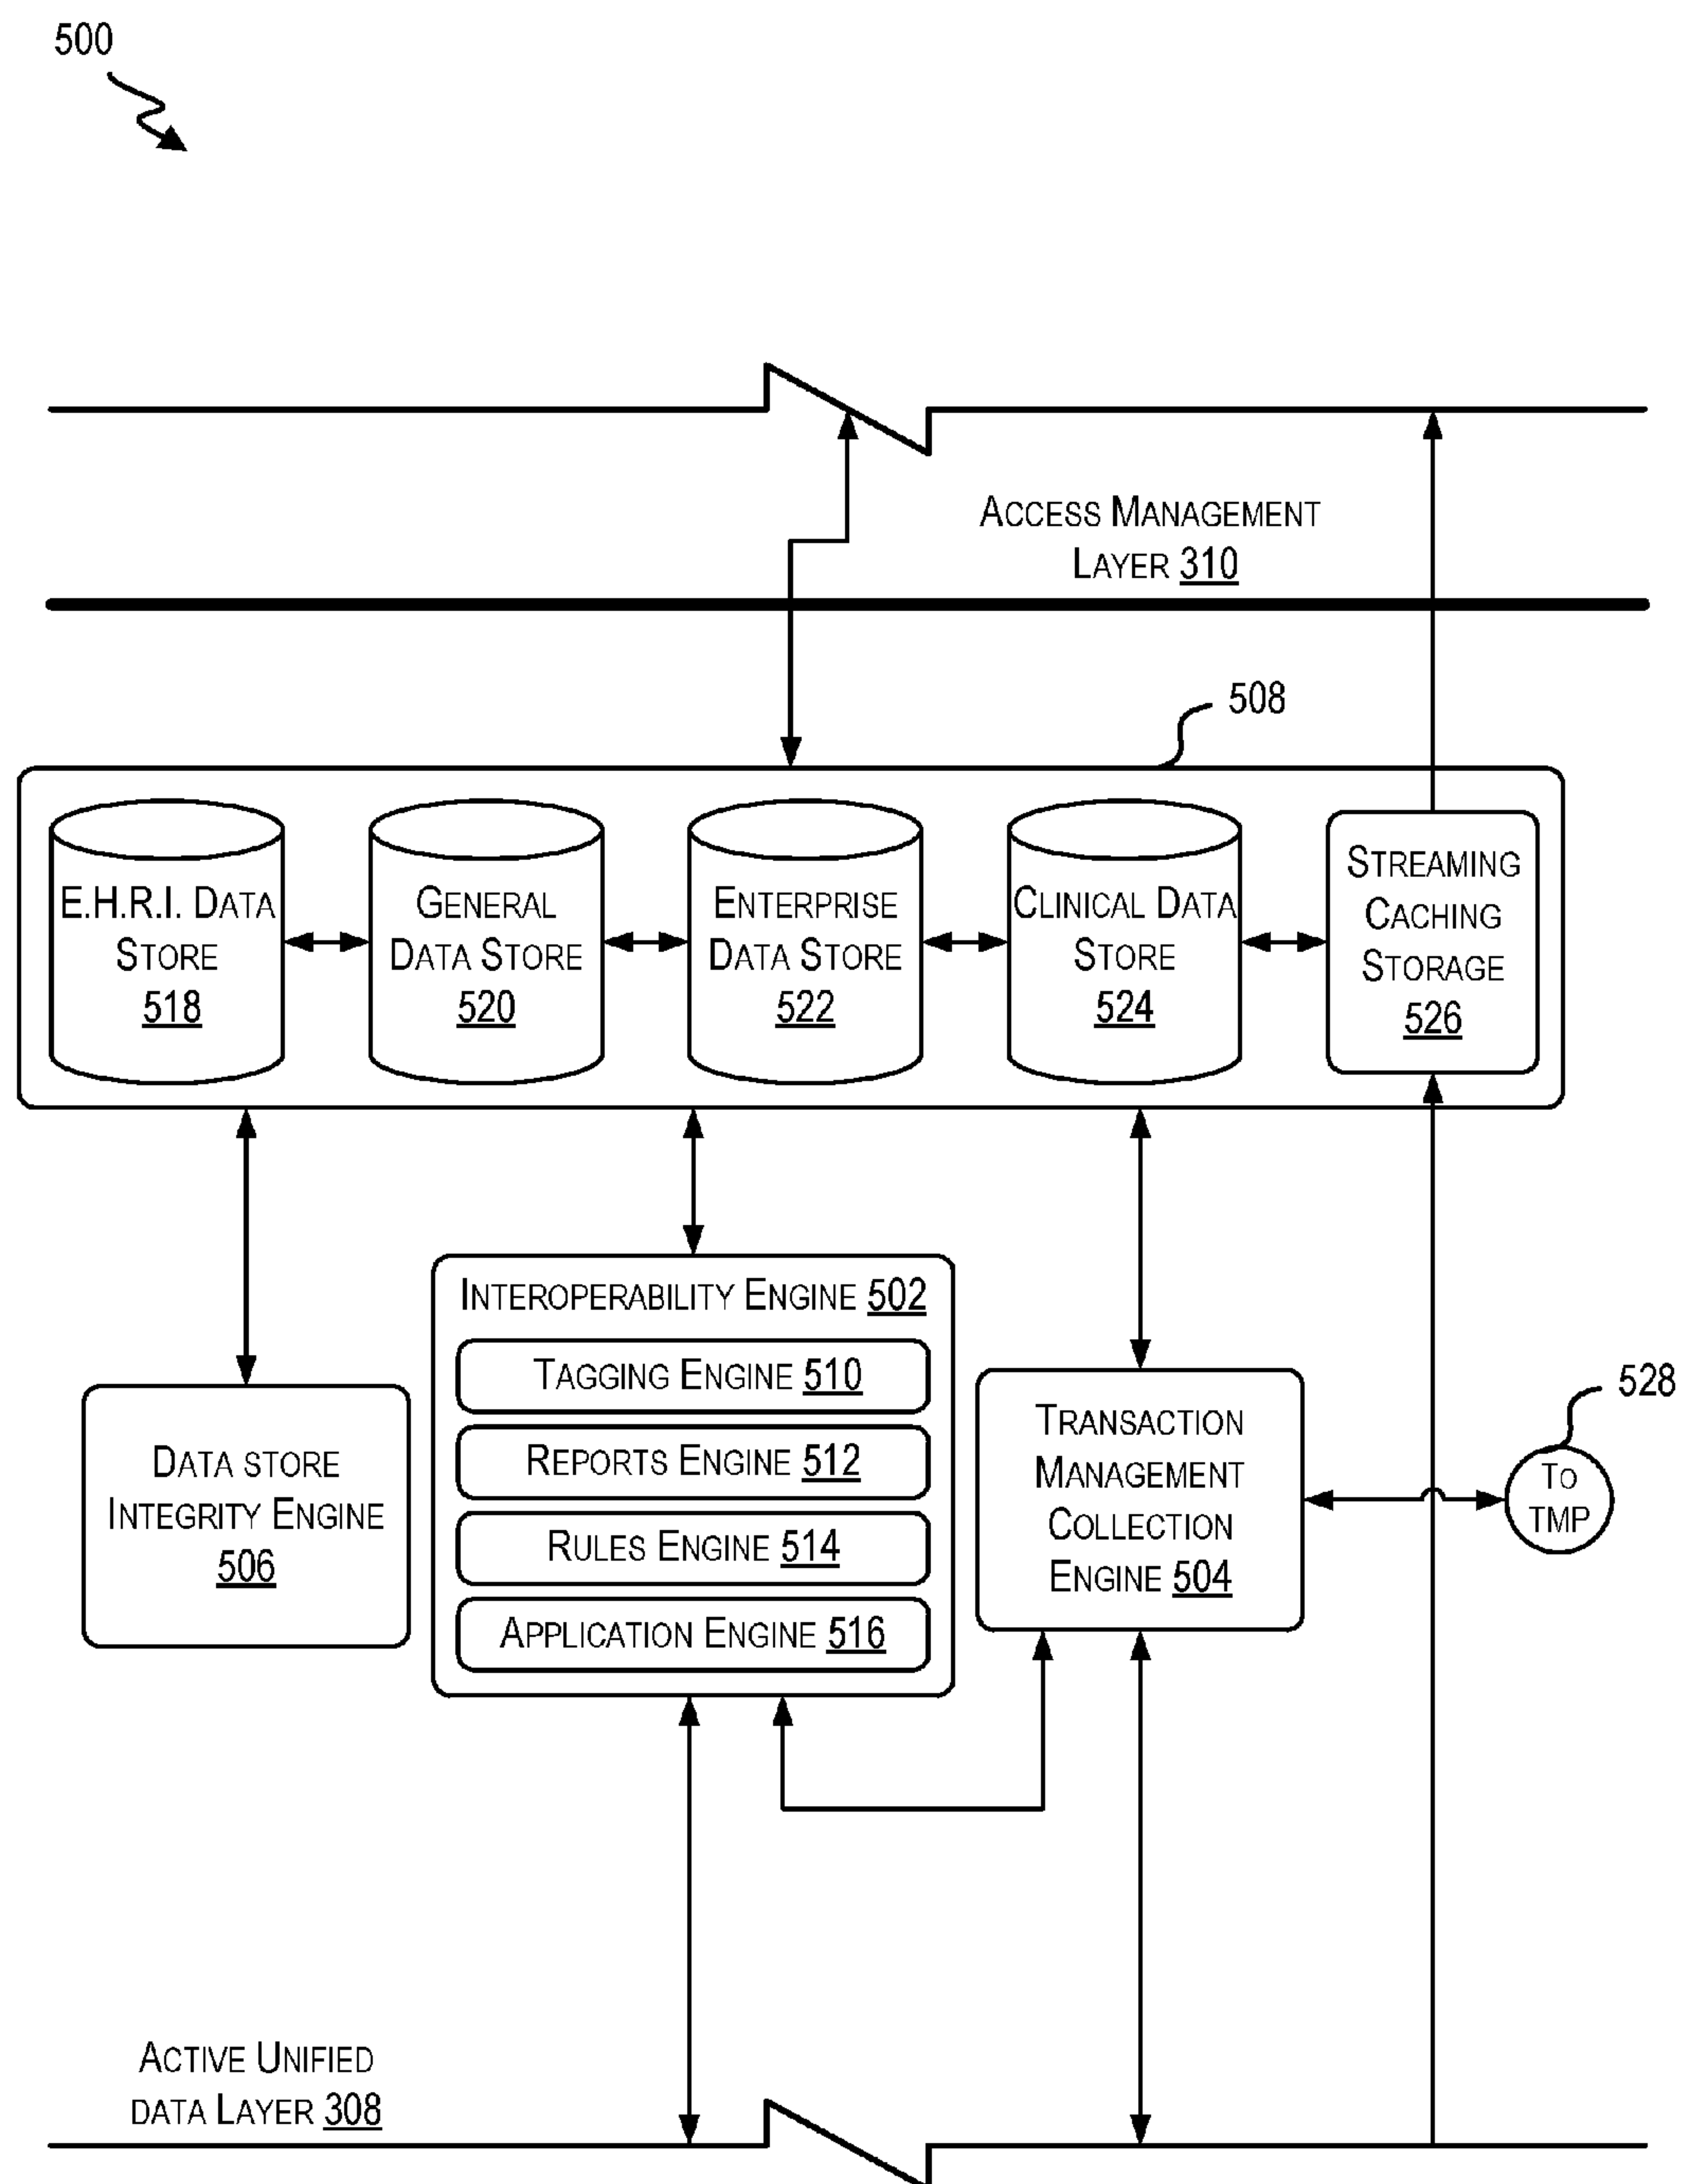 500
ACCESS MANAGEMENT
LAYER 310
508
E.H.R.I. DATA
STORE
518
GENERAL
DATA STORE
520
ENTERPRISE
DATA STORE
522
CLINICAL DATA
STORE
524
STREAMING
CACHING
STORAGE
526
INTEROPERABILITY ENGINE 502
TAGGING ENGINE 510
REPORTS ENGINE 512
RULES ENGINE 514
APPLICATION ENGINE 516
DATA STORE
INTEGRITY ENGINE
506
TRANSACTION
MANAGEMENT
COLLECTION
ENGINE 504
528
TO
TMP
ACTIVE UNIFIED
DATA LAYER 308